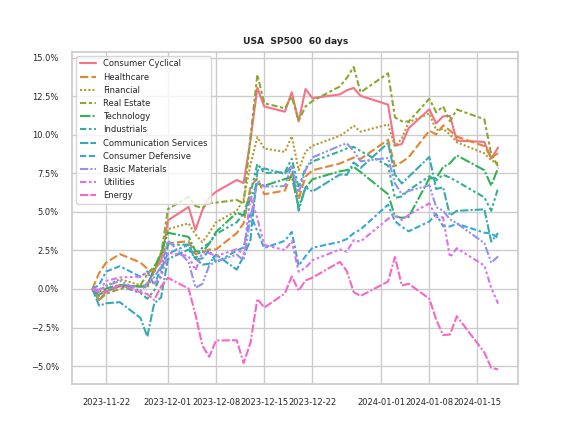 USA  SP500  60 days
15.0%
12.5%
10.0%
7.5%
5.0%
2.5%
0.0%
−2.5%
−5.0%
Consumer Cyclical
Healthcare
Financial
Real Estate
Technology
Industrials
Communication Services
Consumer Defensive
Basic Materials
Utilities
Energy
2023-11-22
2023-12-01
2023-12-08
2023-12-15
2023-12-22
2024-01-01
2024-01-08
2024-01-15